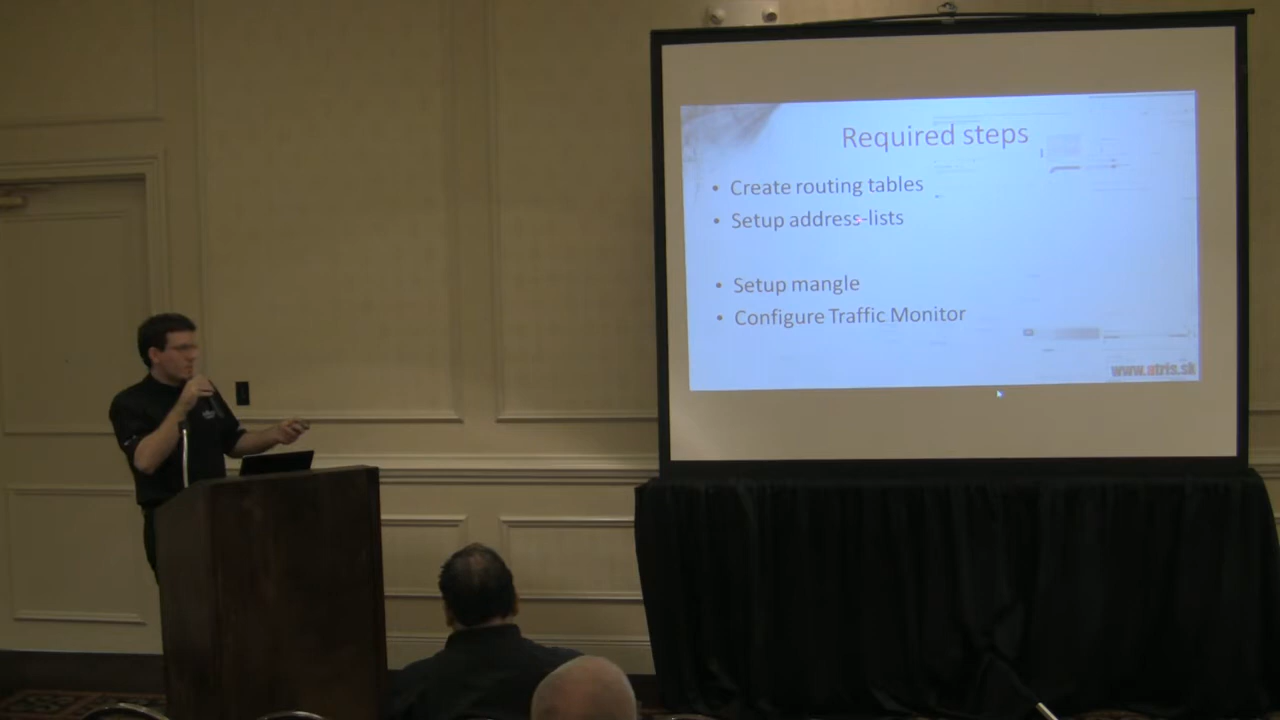 Required steps
• Create routing tables
• Setup address-lists
• Setup mangle
• Configure Traffic Monitor
www.atris.sk